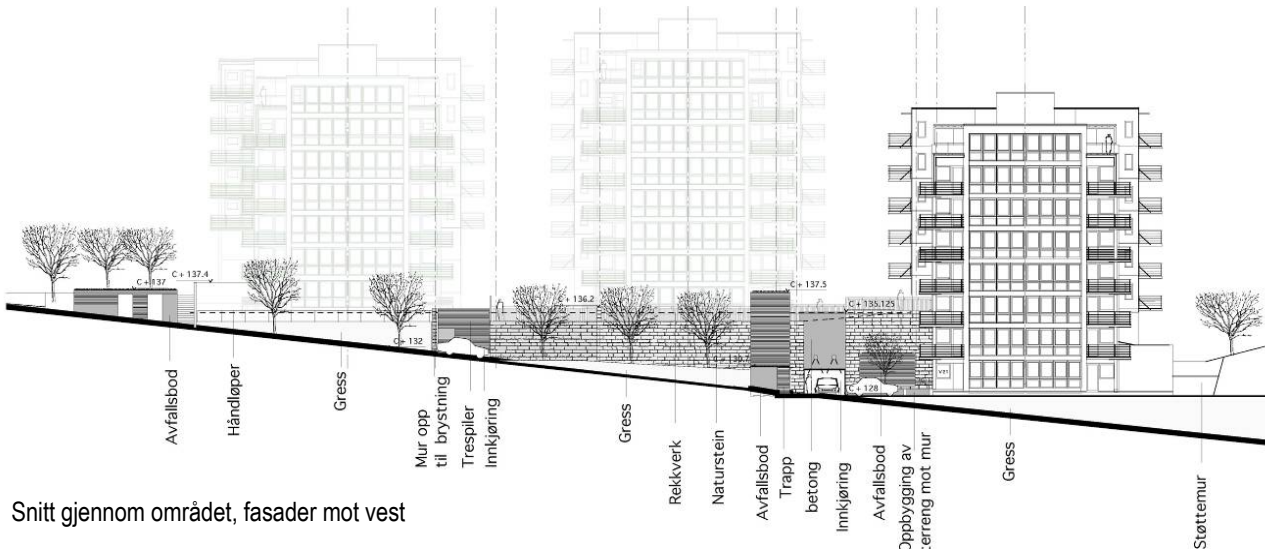 C + 137
C + 137.4
C + 136.2
C + 137.5
C + 135.125
C + 132
C + 128
Avfallsbod
Håndløper
Gress
Mur opp
til brystning
Trespiler
Innkjøring
Gress
Rekkverk
Naturstein
Avfallsbod
Trapp
betong
Innkjøring
Avfallsbod
Oppbygging av
terreng mot mur
Gress
Støttemur
Snitt gjennom området, fasader mot vest